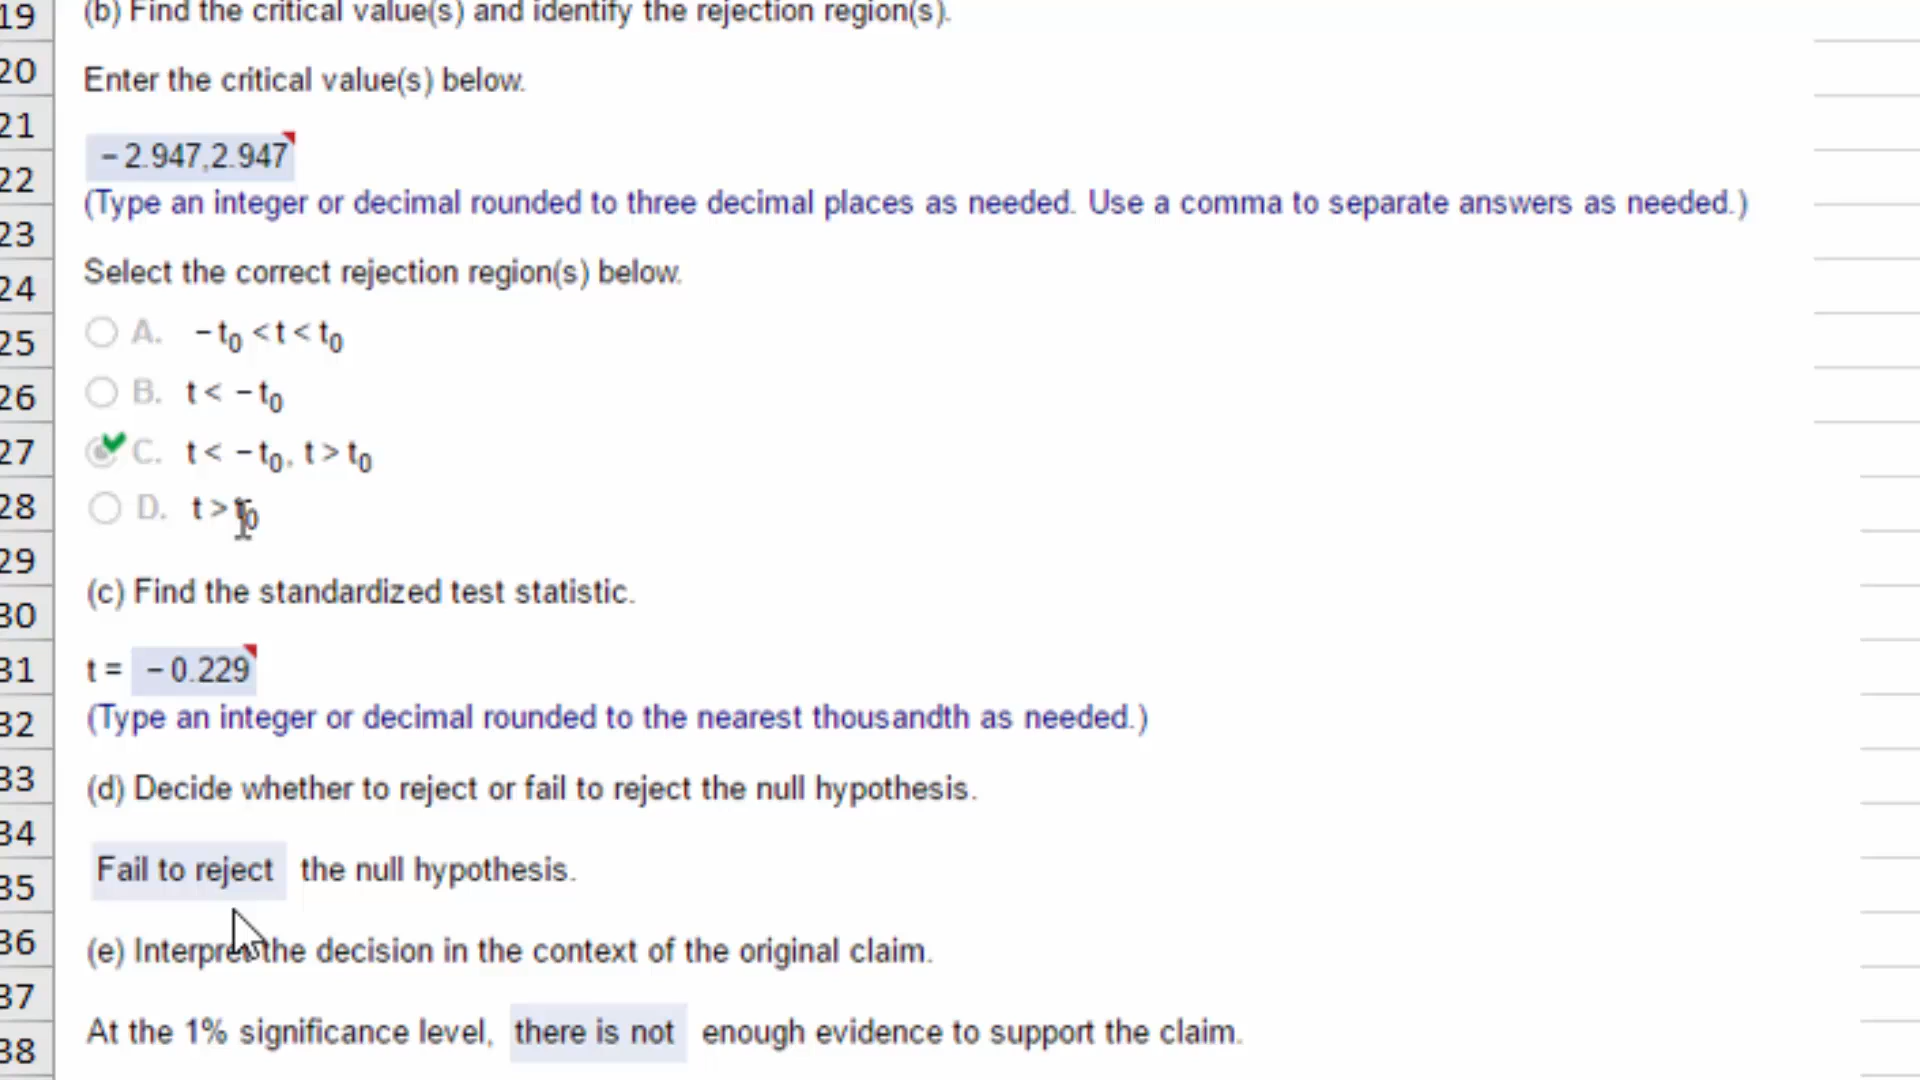 19
(b) Find the critical value(s) and identify the rejection region(s).
20
Enter the critical value(s) below.
21
− 2.947,2.947
22
(Type an integer or decimal rounded to three decimal places as needed. Use a comma to separate answers as needed.)
23
Select the correct rejection region(s) below.
24
25
A. − t₀ < t < t₀
26
B. t < − t₀
27
C. t < − t₀, t > t₀
28
D. t > t₀
29
(c) Find the standardized test statistic.
30
31
t = − 0.229
32
(Type an integer or decimal rounded to the nearest thousandth as needed.)
33
(d) Decide whether to reject or fail to reject the null hypothesis.
34
Fail to reject the null hypothesis.
35
36
(e) Interpret the decision in the context of the original claim.
37
At the 1% significance level, there is not enough evidence to support the claim.
38